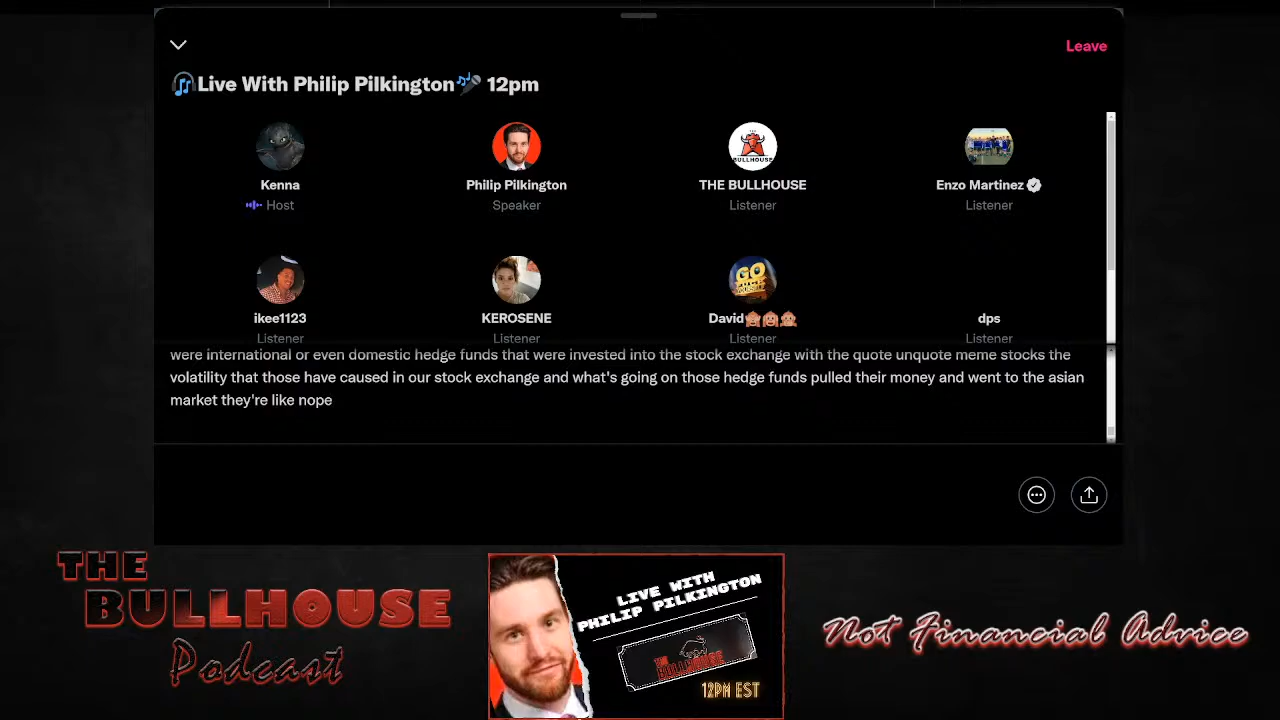 Leave
Live With Philip Pilkington 12pm
Kenna
Host
Philip Pilkington
Speaker
THE BULLHOUSE
Listener
Enzo Martinez
Listener
BULLHOUSE
ikee1123
Listener
KEROSENE
Listener
David
Listener
dps
Listener
GO
were international or even domestic hedge funds that were invested into the stock exchange with the quote unquote meme stocks the
volatility that those have caused in our stock exchange and what's going on those hedge funds pulled their money and went to the asian
market they're like nope
THE
BULLHOUSE
Podcast
LIVE WITH
PHILIP PILKINGTON
THE
BULLHOUSE
12PM EST
Not Financial Advice